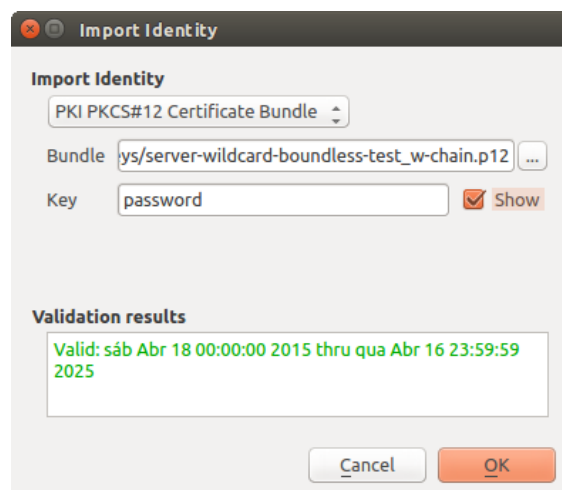 Import Identity
Import Identity
PKI PKCS#12 Certificate Bundle
Bundle ys/server-wildcard-boundless-test_w-chain.p12 ...
Key password Show
Validation results
Valid: sáb Abr 18 00:00:00 2015 thru qua Abr 16 23:59:59
2025
Cancel OK